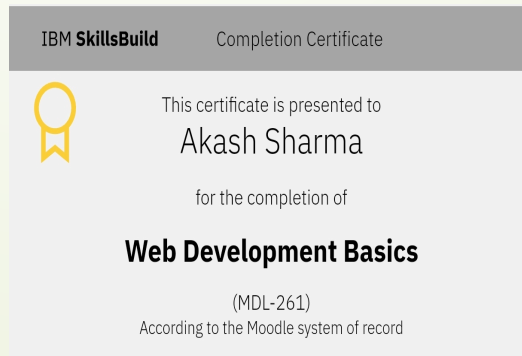 IBM SkillsBuild Completion Certificate
This certificate is presented to
Akash Sharma
for the completion of
Web Development Basics
(MDL-261)
According to the Moodle system of record